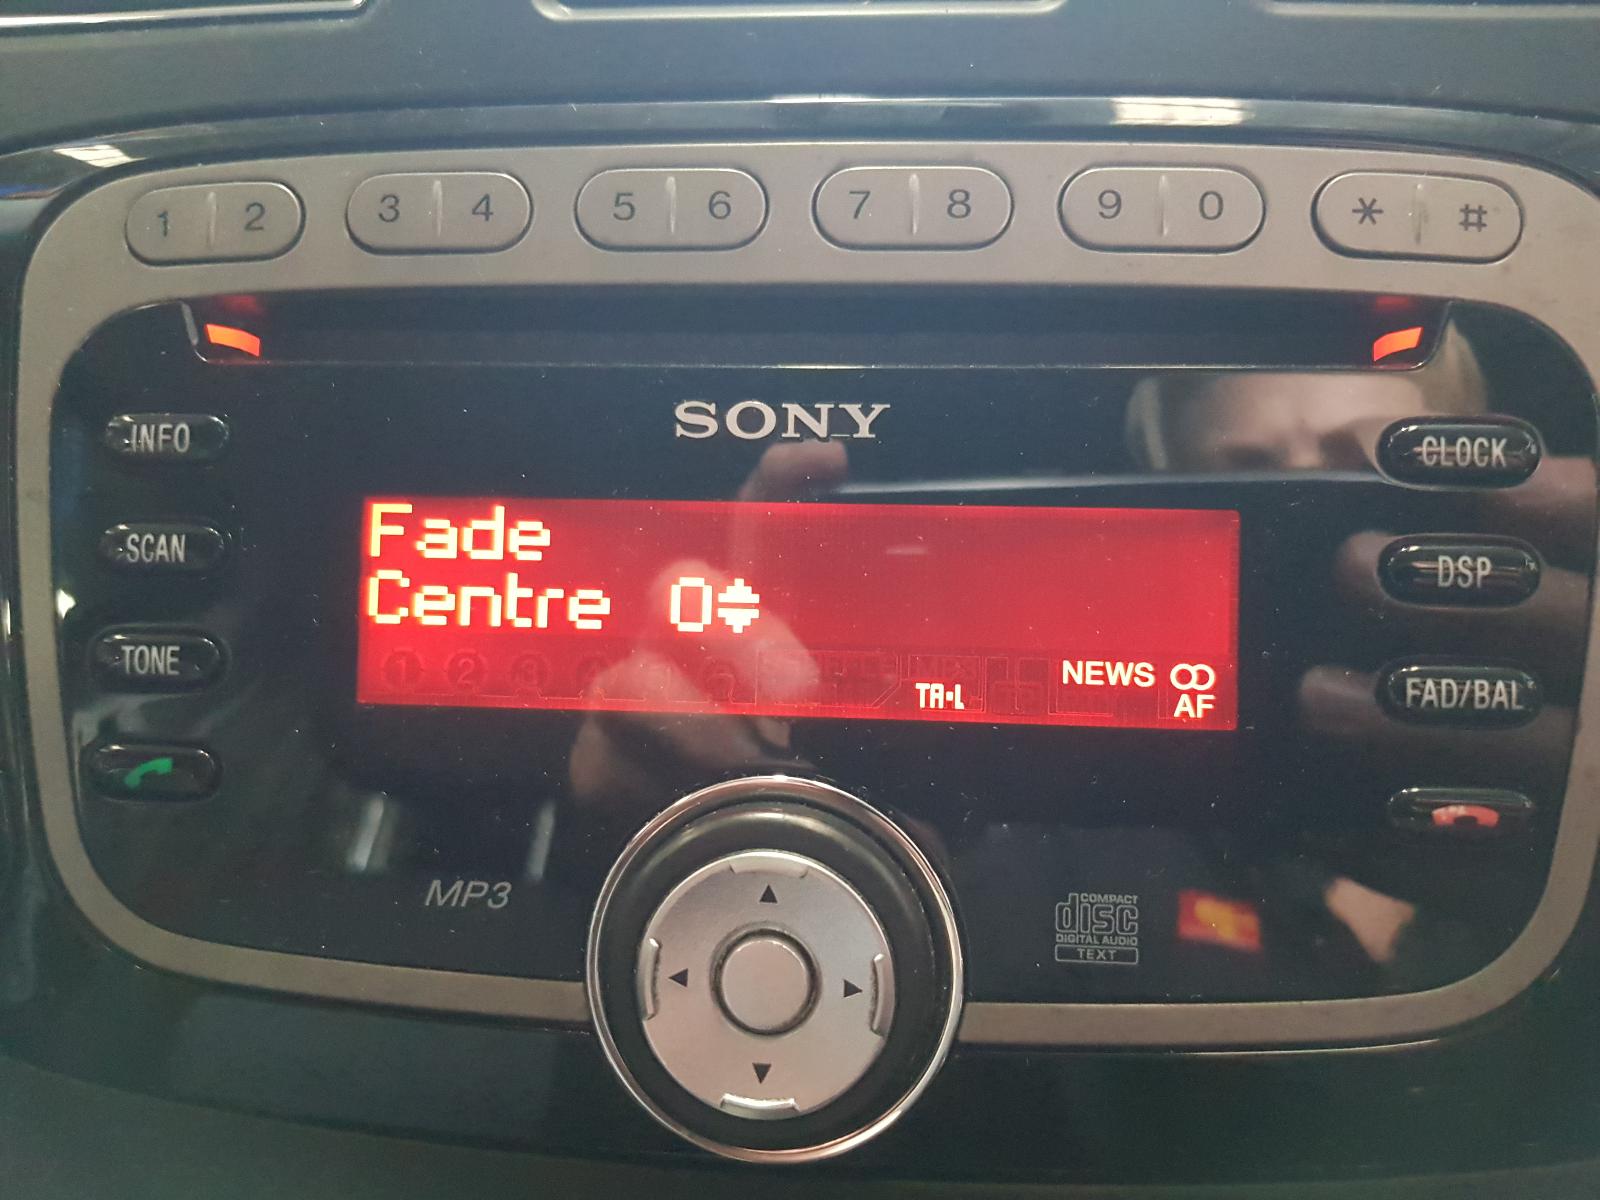 1 2 3 4 5 6 7 8 9 0 * #
SONY
INFO
SCAN
TONE
Fade
Centre 0
NEWS
TA·L
AF
CLOCK
DSP
FAD/BAL
MP3
COMPACT
disc
DIGITAL AUDIO
TEXT